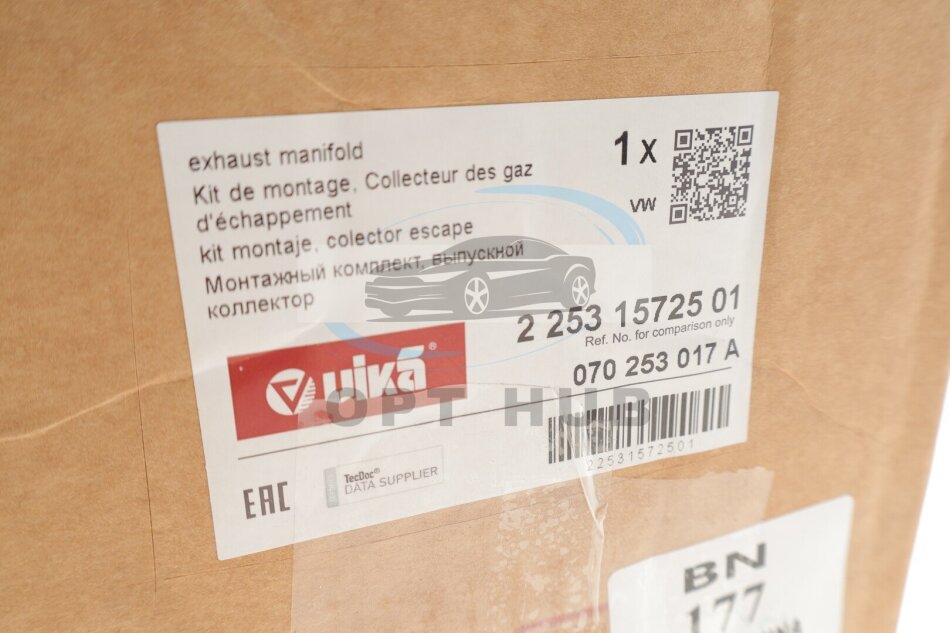 exhaust manifold
Kit de montage, Collecteur des gaz
d'échappement
kit montaje, colector escape
Монтажный комплект, выпускной
коллектор
1 x
VW
2 253 15725 01
Ref. No. for comparison only
070 253 017 A
uiká®
OPT HUB
22531572501
EAC
TecDoc®
DATA SUPPLIER
BN
177